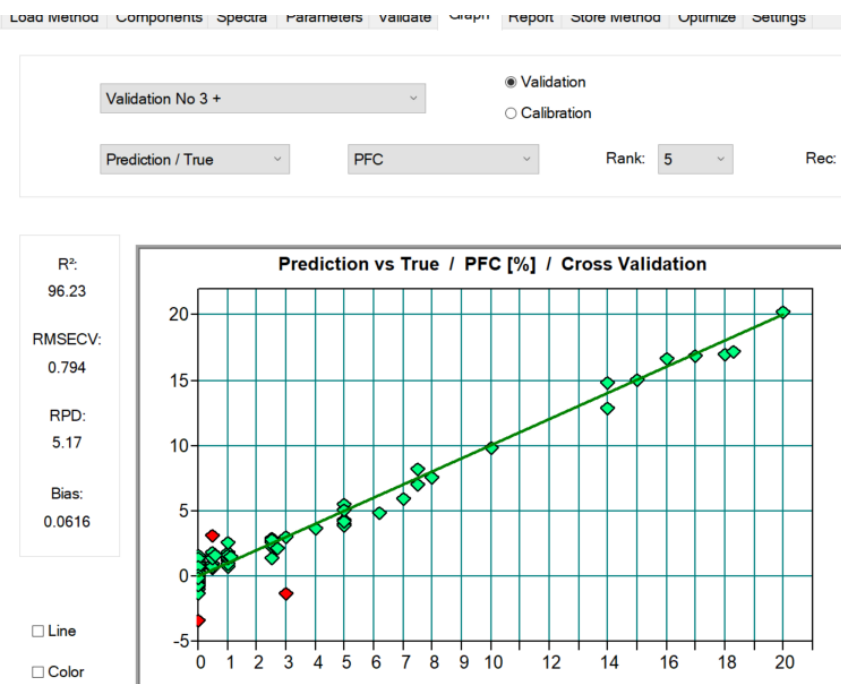 Load Method Components Spectra Parameters Validate Graph Report Store Method Optimize Settings
Validation No 3 +
Validation
Calibration
Prediction / True PFC Rank: 5 Rec:
R²:
96.23
RMSECV:
0.794
RPD:
5.17
Bias:
0.0616
Line
Color
Prediction vs True / PFC [%] / Cross Validation
20
15
10
5
0
-5
0 1 2 3 4 5 6 7 8 9 10 12 14 16 18 20